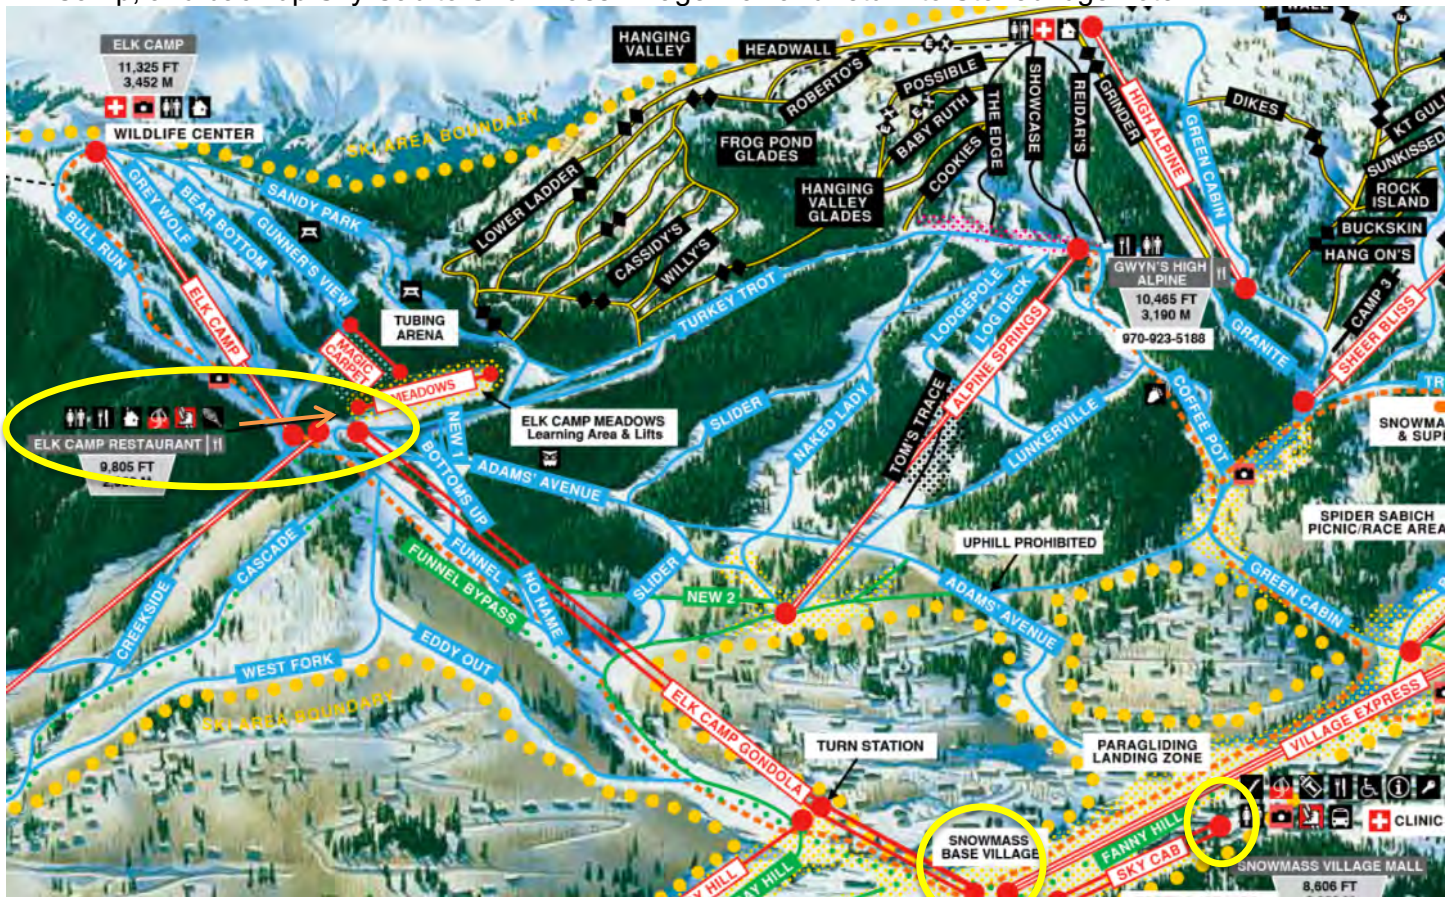 ELK CAMP
11,325 FT
3,452 M
WILDLIFE CENTER
SKI AREA BOUNDARY
HANGING
VALLEY
HEADWALL
ROBERTO'S
POSSIBLE
BABY RUTH
THE EDGE
SHOWCASE
REIDAR'S
GRINDER
HIGH ALPINE
GREEN CABIN
DIKES
WALL
KT GUL
SUNKISSED
ROCK
ISLAND
BUCKSKIN
HANG ON'S
CAMP 3
SHEER BLISS
FROG POND
GLADES
COOKIES
HANGING
VALLEY
GLADES
LOWER LADDER
CASSIDY'S
WILLY'S
SANDY PARK
GUNNER'S VIEW
BEAR BOTTOM
GREY WOLF
BULL RUN
ELK CAMP
TUBING
ARENA
MAGIC
CARPET
MEADOWS
TURKEY TROT
GWYN'S HIGH
ALPINE
10,465 FT
3,190 M
970-923-5188
GRANITE
LODGEPOLE
LOG DECK
ALPINE SPRINGS
TOM'S TRACE
COFFEE POT
LUNKERVILLE
NAKED LADY
SLIDER
ELK CAMP MEADOWS
Learning Area & Lifts
ELK CAMP RESTAURANT
9,805 FT
NEW 1
BOTTOMS UP
ADAMS' AVENUE
SNOWMA
& SUP
SPIDER SABICH
PICNIC/RACE AREA
UPHILL PROHIBITED
CASCADE
CREEKSIDE
FUNNEL
FUNNEL BYPASS
NO NAME
SLIDER
NEW 2
ADAMS' AVENUE
GREEN CABIN
WEST FORK
EDDY OUT
SKI AREA BOUNDARY
ELK CAMP GONDOLA
TURN STATION
PARAGLIDING
LANDING ZONE
VILLAGE EXPRESS
SNOWMASS
BASE VILLAGE
FANNY HILL
SKY CAB
CLINIC
SNOWMASS VILLAGE MALL
8,606 FT
HILL
HILL